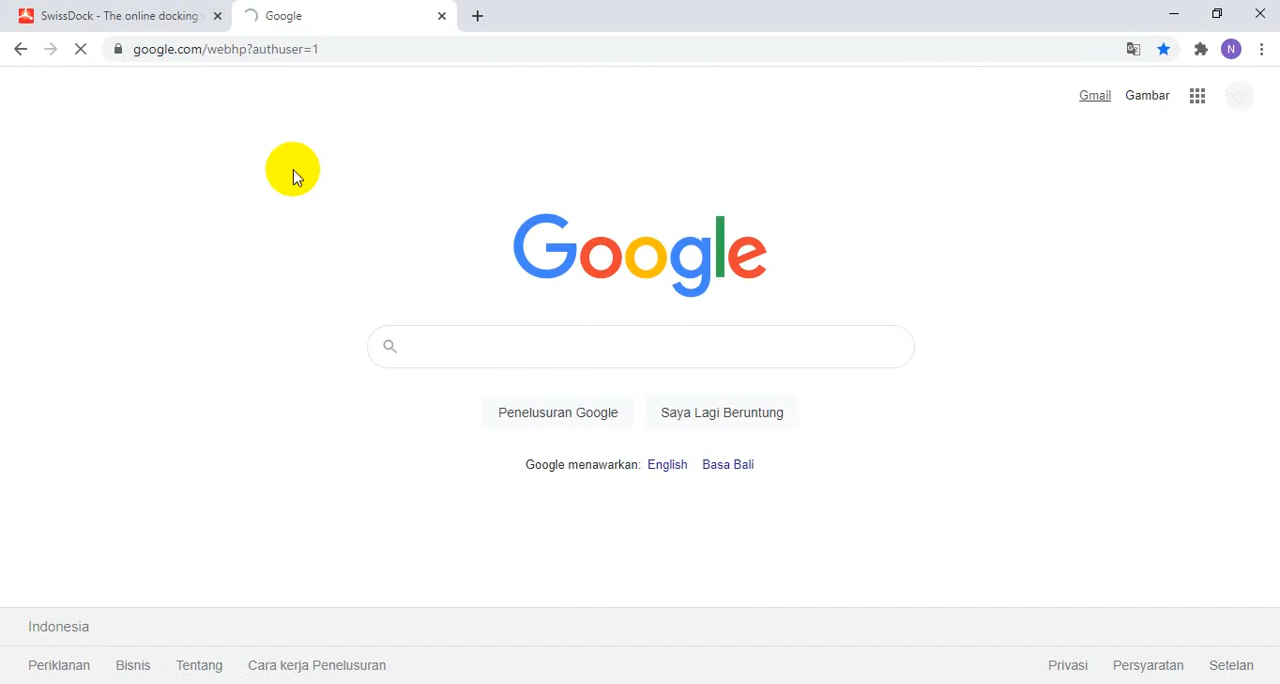 SwissDock - The online docking
Google
google.com/webhp?authuser=1
N
Gmail Gambar
Google
Penelusuran Google Saya Lagi Beruntung
Google menawarkan: English Basa Bali
Indonesia
Periklanan Bisnis Tentang Cara kerja Penelusuran Privasi Persyaratan Setelan